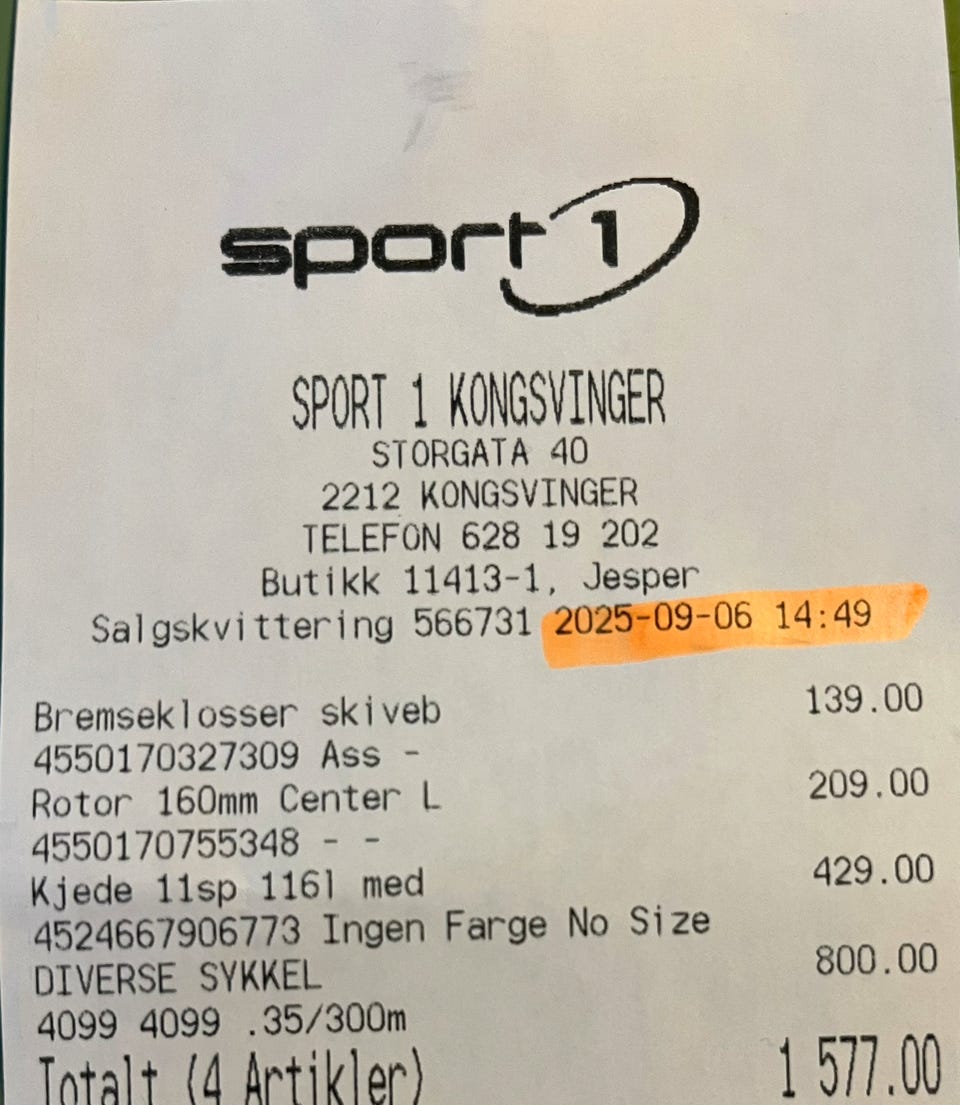 sport 1
SPORT 1 KONGSVINGER
STORGATA 40
2212 KONGSVINGER
TELEFON 628 19 202
Butikk 11413-1, Jesper
Salgskvittering 566731 2025-09-06 14:49
Bremseklosser skiveb 139.00
4550170327309 Ass -
Rotor 160mm Center L 209.00
4550170755348 - -
Kjede 11sp 116l med 429.00
4524667906773 Ingen Farge No Size
DIVERSE SYKKEL 800.00
4099 4099 .35/300m
Totalt (4 Artikler) 1 577.00